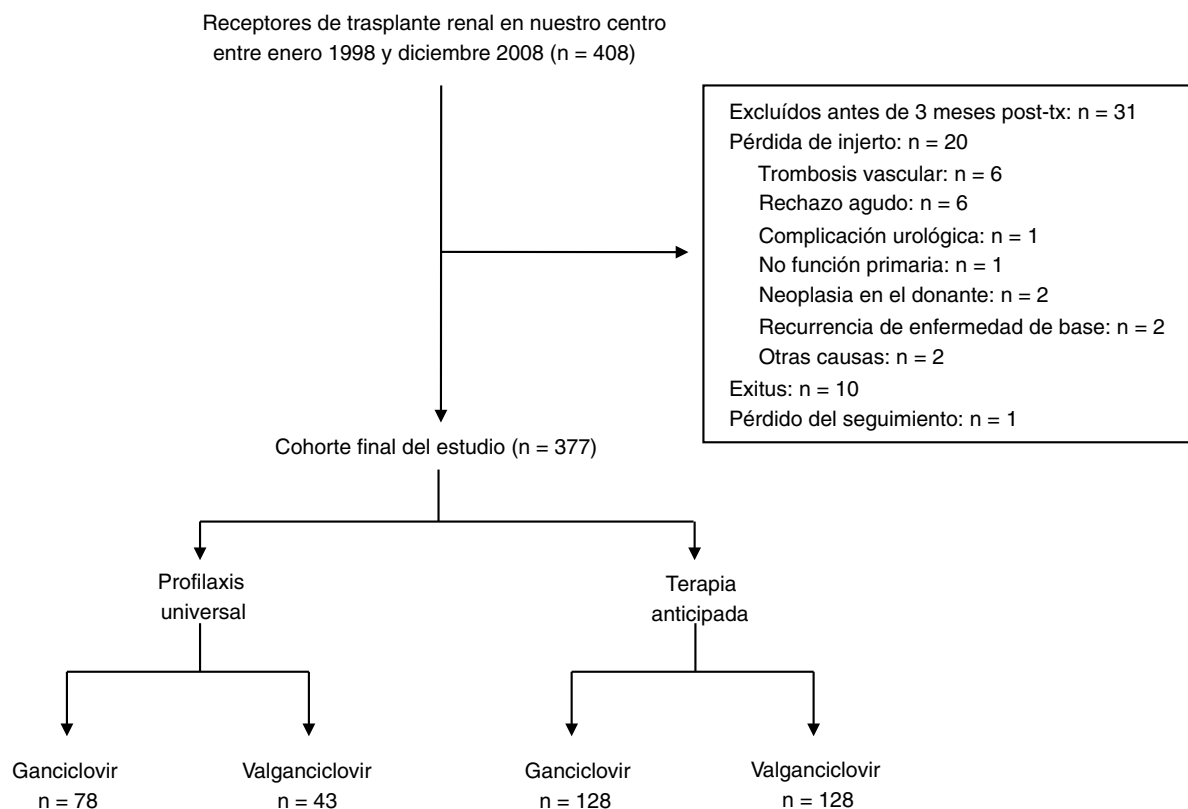 Receptores de trasplante renal en nuestro centro
entre enero 1998 y diciembre 2008 (n = 408)
Excluídos antes de 3 meses post-tx: n = 31
Pérdida de injerto: n = 20
Trombosis vascular: n = 6
Rechazo agudo: n = 6
Complicación urológica: n = 1
No función primaria: n = 1
Neoplasia en el donante: n = 2
Recurrencia de enfermedad de base: n = 2
Otras causas: n = 2
Exitus: n = 10
Pérdido del seguimiento: n = 1
Cohorte final del estudio (n = 377)
Profilaxis
universal
Terapia
anticipada
Ganciclovir
n = 78
Valganciclovir
n = 43
Ganciclovir
n = 128
Valganciclovir
n = 128